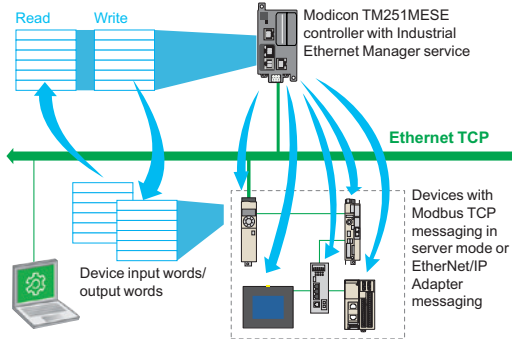 Read Write
Modicon TM251MESE
controller with Industrial
Ethernet Manager service
Ethernet TCP
Devices with
Modbus TCP
messaging in
server mode or
EtherNet/IP
Adapter
messaging
Device input words/
output words